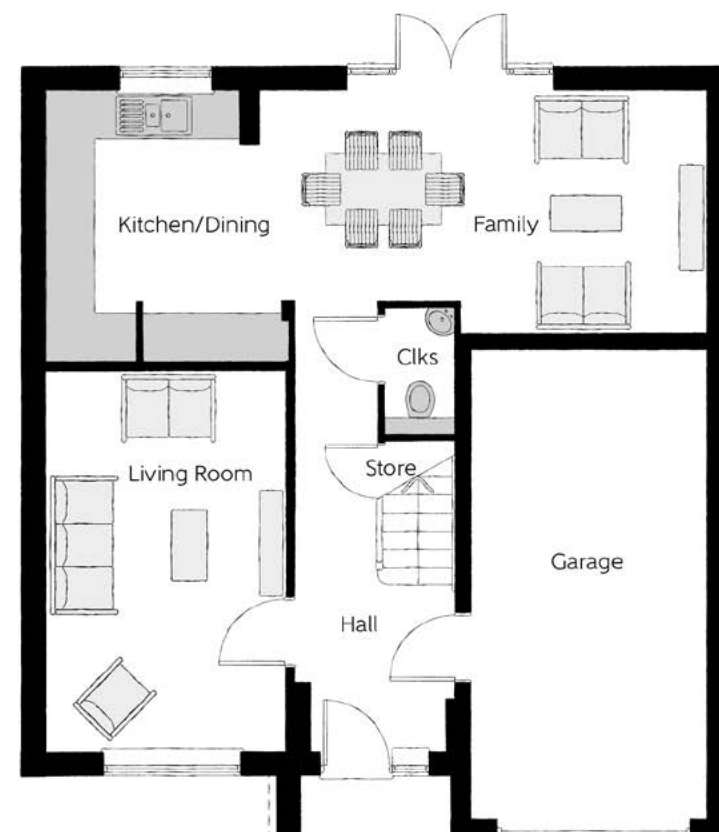 Kitchen/Dining
Family
Clks
Living Room
Store
Garage
Hall